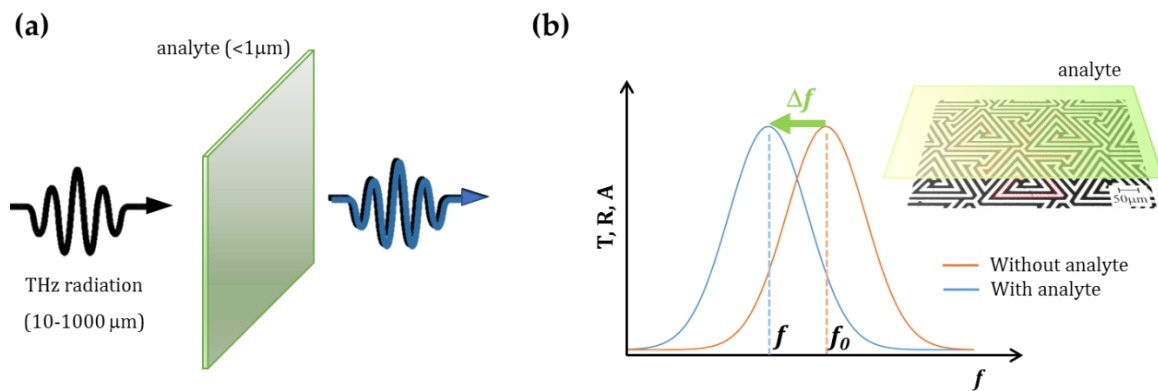 (a)
analyte (<1μm)
THz radiation
(10-1000 μm)
(b)
analyte
Δf
50μm
T, R, A
Without analyte
With analyte
f
f₀
f